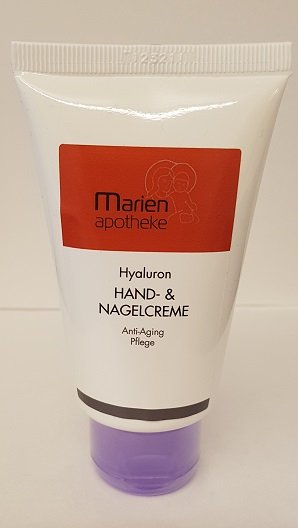 marien
apotheke
Hyaluron
HAND- &
NAGELCREME
Anti-Aging
Pflege